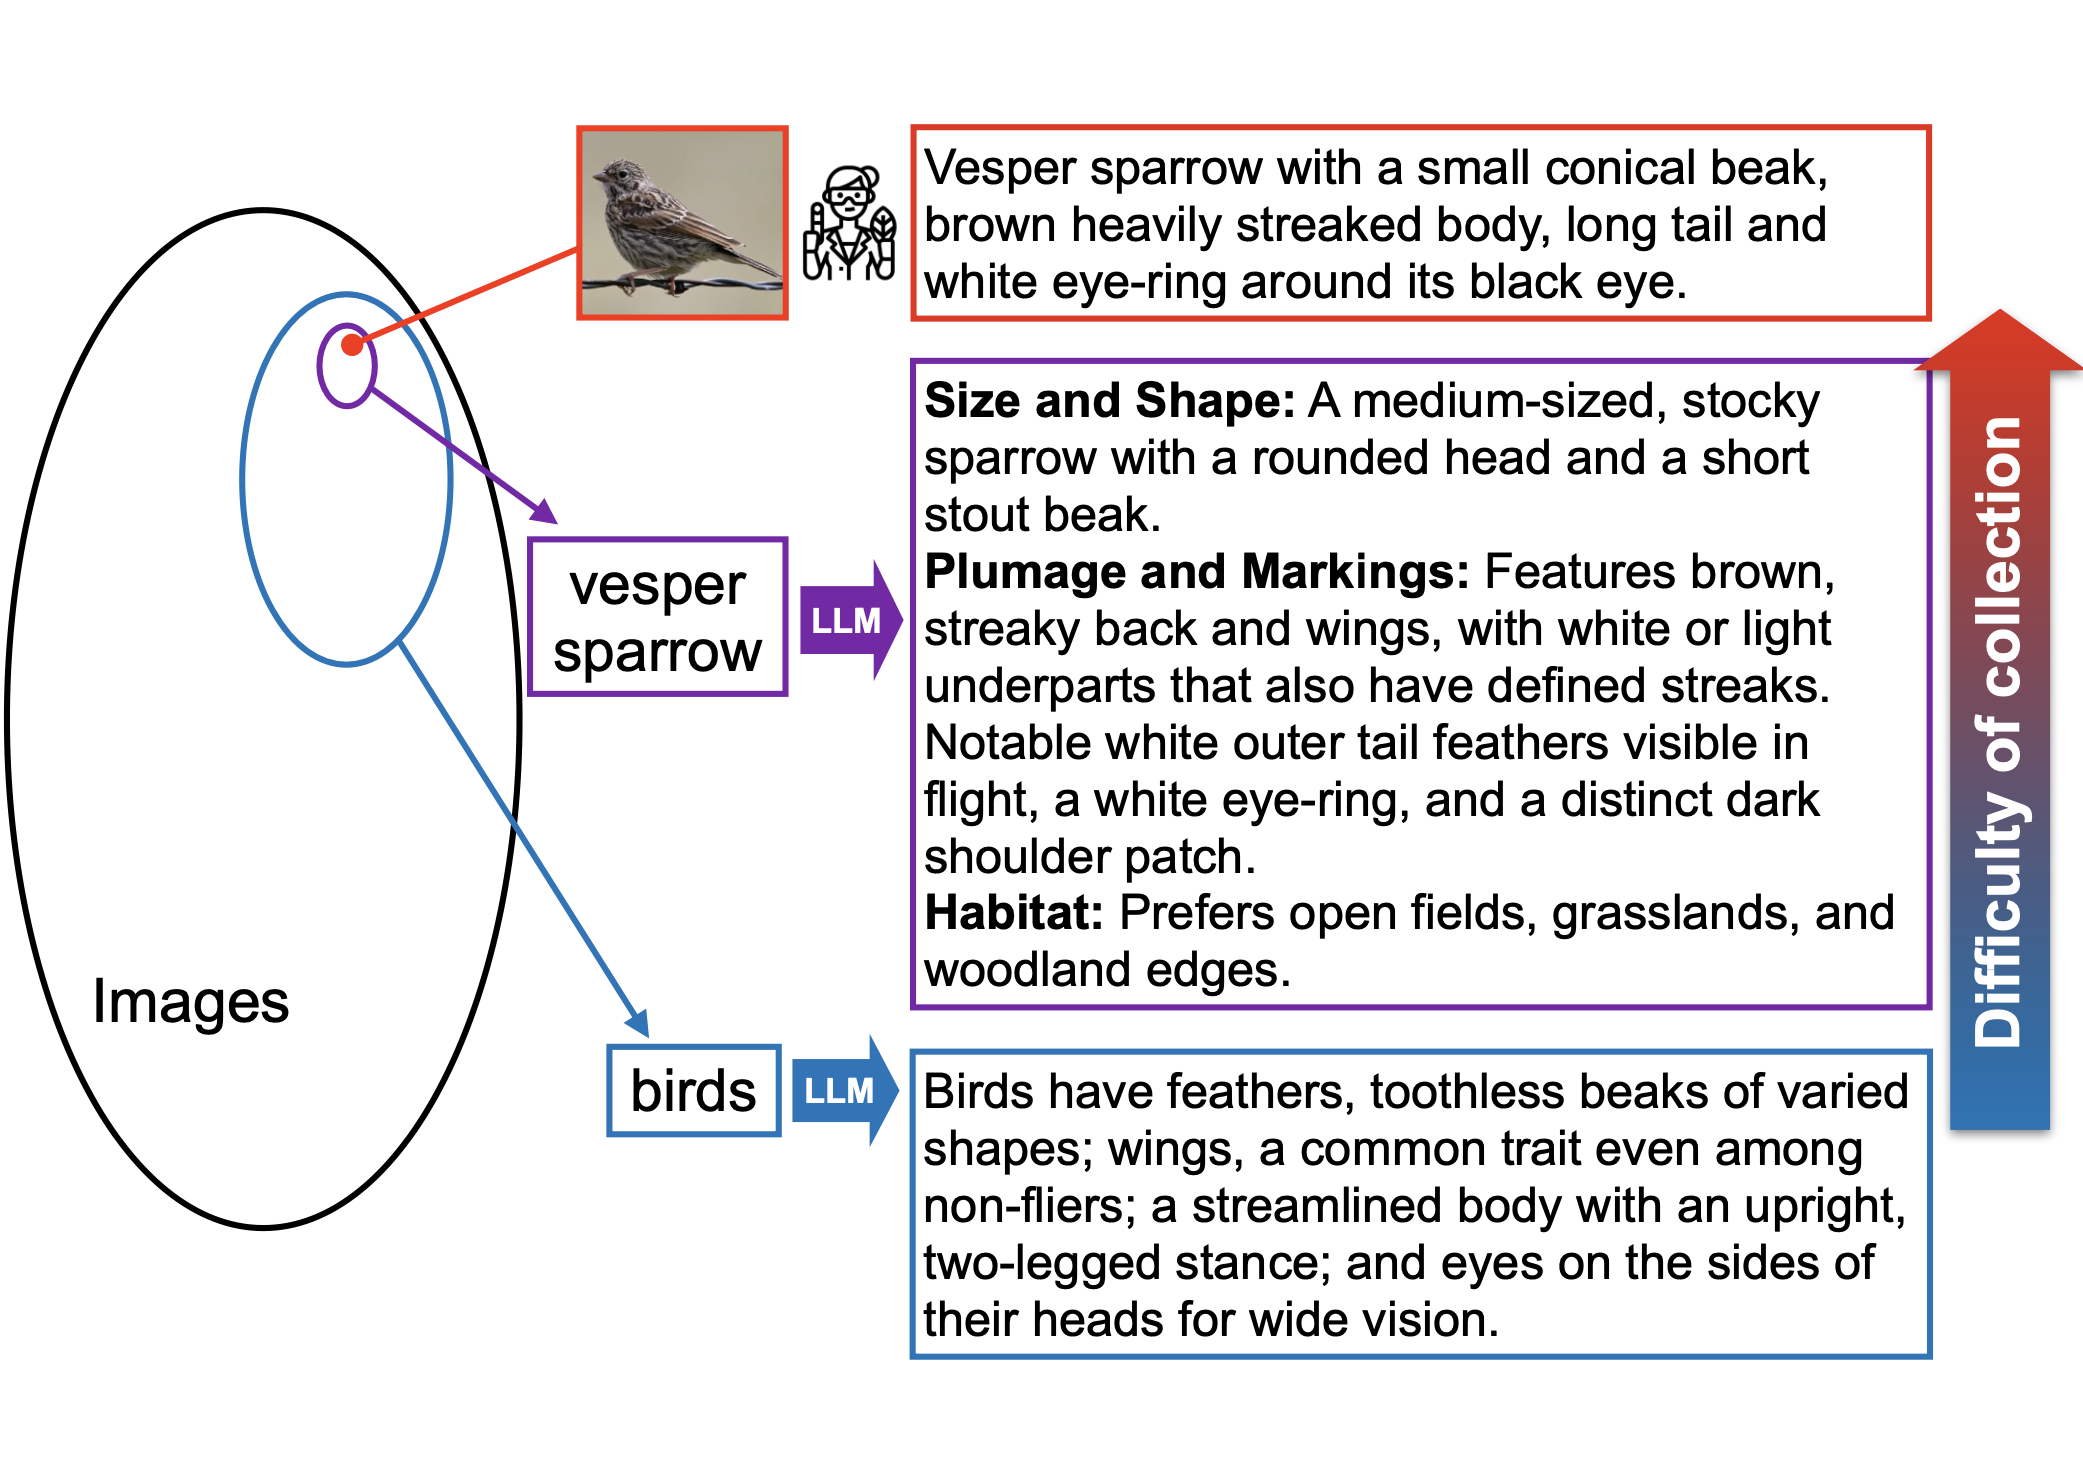 Vesper sparrow with a small conical beak,
brown heavily streaked body, long tail and
white eye-ring around its black eye.
Size and Shape: A medium-sized, stocky
sparrow with a rounded head and a short
stout beak.
Plumage and Markings: Features brown,
streaky back and wings, with white or light
underparts that also have defined streaks.
Notable white outer tail feathers visible in
flight, a white eye-ring, and a distinct dark
shoulder patch.
Habitat: Prefers open fields, grasslands, and
woodland edges.
vesper
sparrow
LLM
Images
birds
LLM
Birds have feathers, toothless beaks of varied
shapes; wings, a common trait even among
non-fliers; a streamlined body with an upright,
two-legged stance; and eyes on the sides of
their heads for wide vision.
Difficulty of collection